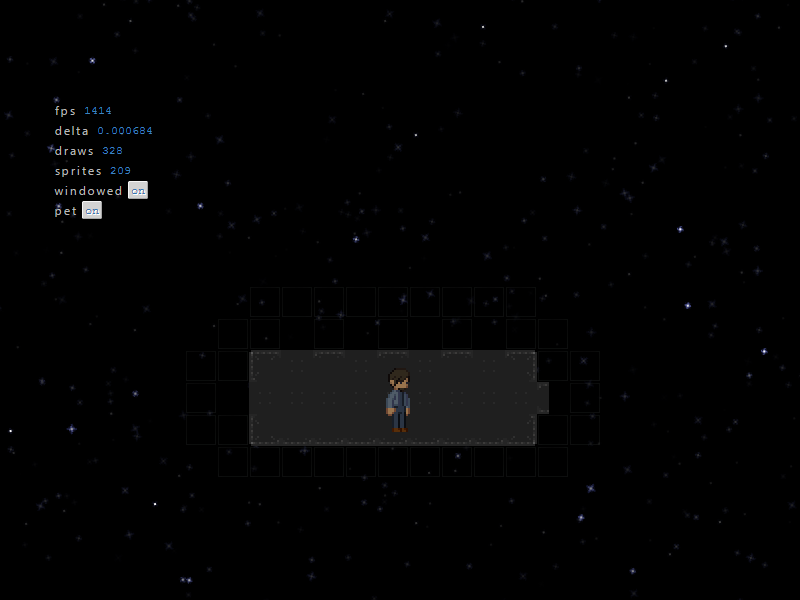 fps 1414
delta 0.000684
draws 328
sprites 209
windowed on
pet on